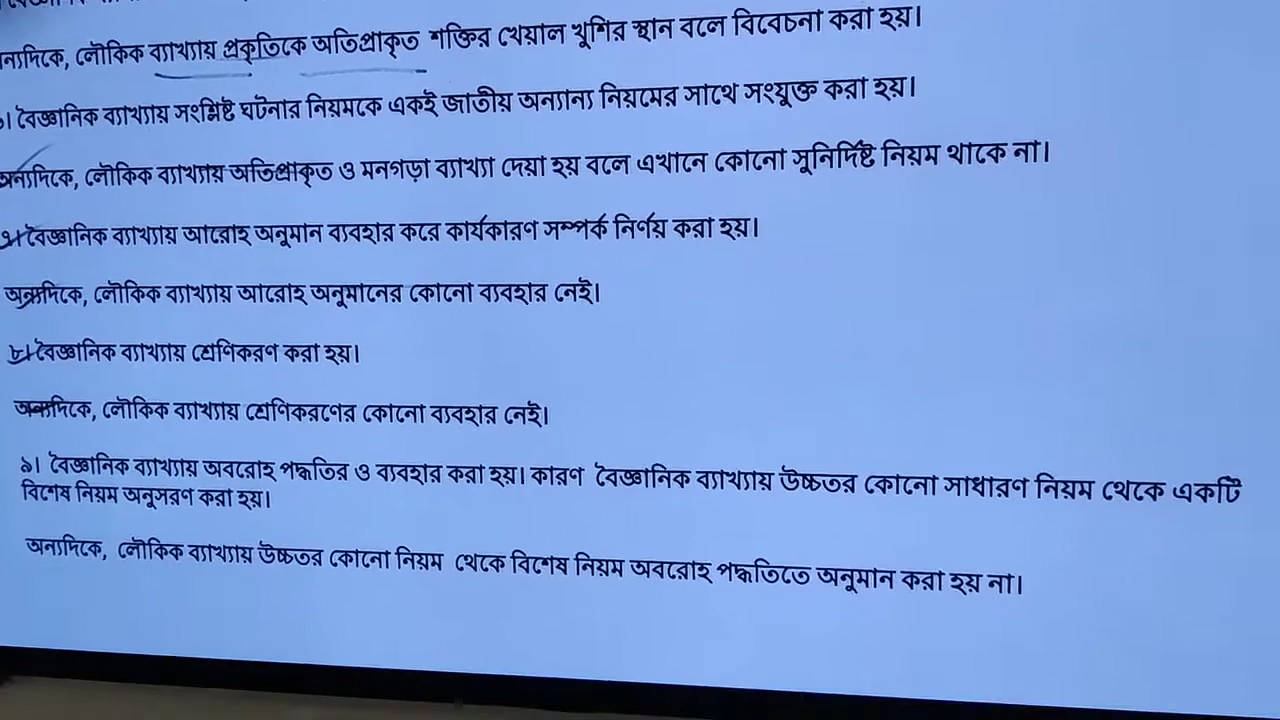 অন্যদিকে, লৌকিক ব্যাখ্যায় প্রকৃতিকে অতিপ্রাকৃত শক্তির খেয়াল খুশির স্থান বলে বিবেচনা করা হয়।
৬। বৈজ্ঞানিক ব্যাখ্যায় সংশ্লিষ্ট ঘটনার নিয়মকে একই জাতীয় অন্যান্য নিয়মের সাথে সংযুক্ত করা হয়।
অন্যদিকে, লৌকিক ব্যাখ্যায় অতিপ্রাকৃত ও মনগড়া ব্যাখ্যা দেয়া হয় বলে এখানে কোনো সুনির্দিষ্ট নিয়ম থাকে না।
৭। বৈজ্ঞানিক ব্যাখ্যায় আরোহ অনুমান ব্যবহার করে কার্যকারণ সম্পর্ক নির্ণয় করা হয়।
অন্যদিকে, লৌকিক ব্যাখ্যায় আরোহ অনুমানের কোনো ব্যবহার নেই।
৮। বৈজ্ঞানিক ব্যাখ্যায় শ্রেণিকরণ করা হয়।
অন্যদিকে, লৌকিক ব্যাখ্যায় শ্রেণিকরণের কোনো ব্যবহার নেই।
৯। বৈজ্ঞানিক ব্যাখ্যায় অবরোহ পদ্ধতির ও ব্যবহার করা হয়। কারণ বৈজ্ঞানিক ব্যাখ্যায় উচ্চতর কোনো সাধারণ নিয়ম থেকে একটি
বিশেষ নিয়ম অনুসরণ করা হয়।
অন্যদিকে, লৌকিক ব্যাখ্যায় উচ্চতর কোনো নিয়ম থেকে বিশেষ নিয়ম অবরোহ পদ্ধতিতে অনুমান করা হয় না।